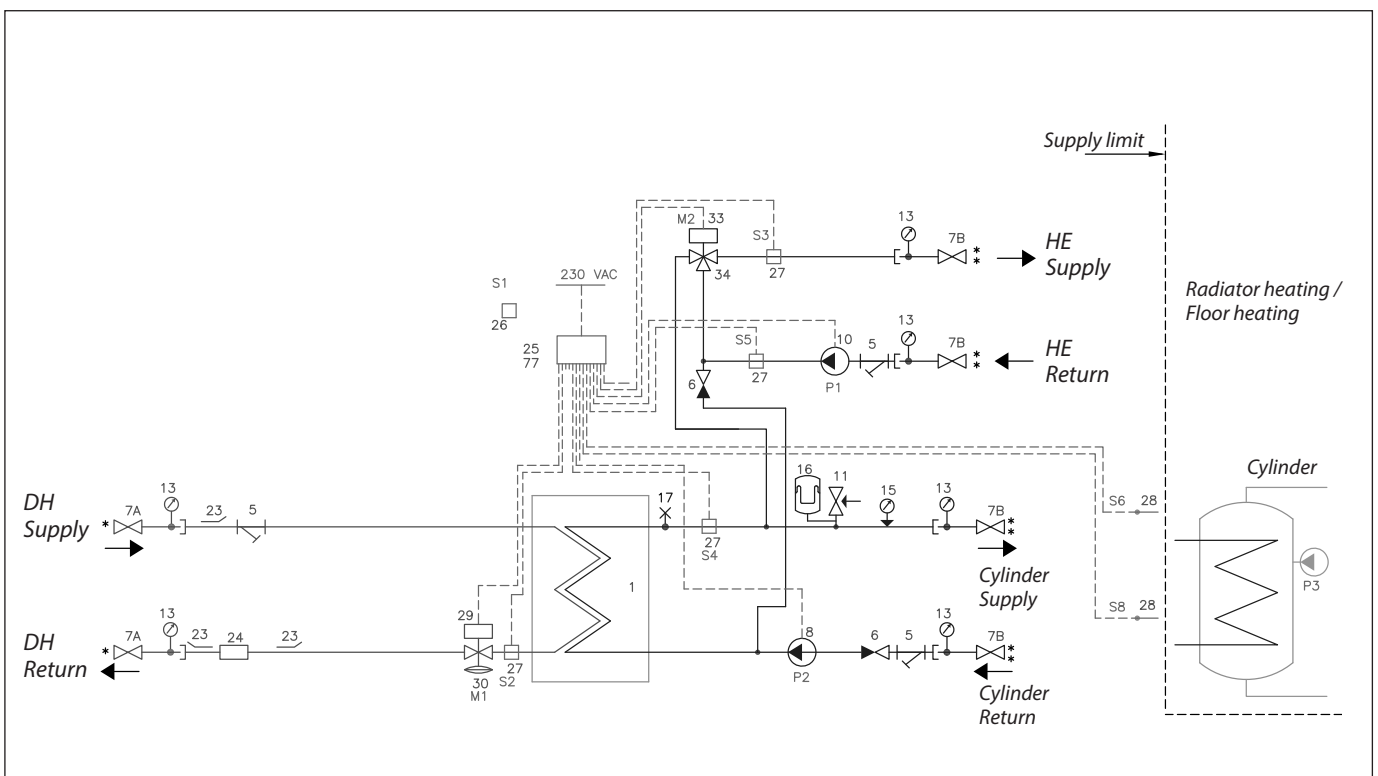 Supply limit
M2 33
S3
13
7B
**
HE
Supply
34
27
Radiator heating /
Floor heating
S1
230 VAC
26
25
77
S5
10
5
13
7B
**
HE
Return
6
27
P1
Cylinder
16
11
15
13
7B
**
17
27
S4
Cylinder
Supply
DH
Supply
*
7A
13
23
5
1
S6 28
S8 28
P3
DH
Return
*
7A
13
23
24
23
29
30
M1
27
S2
8
P2
6
5
13
7B
**
Cylinder
Return